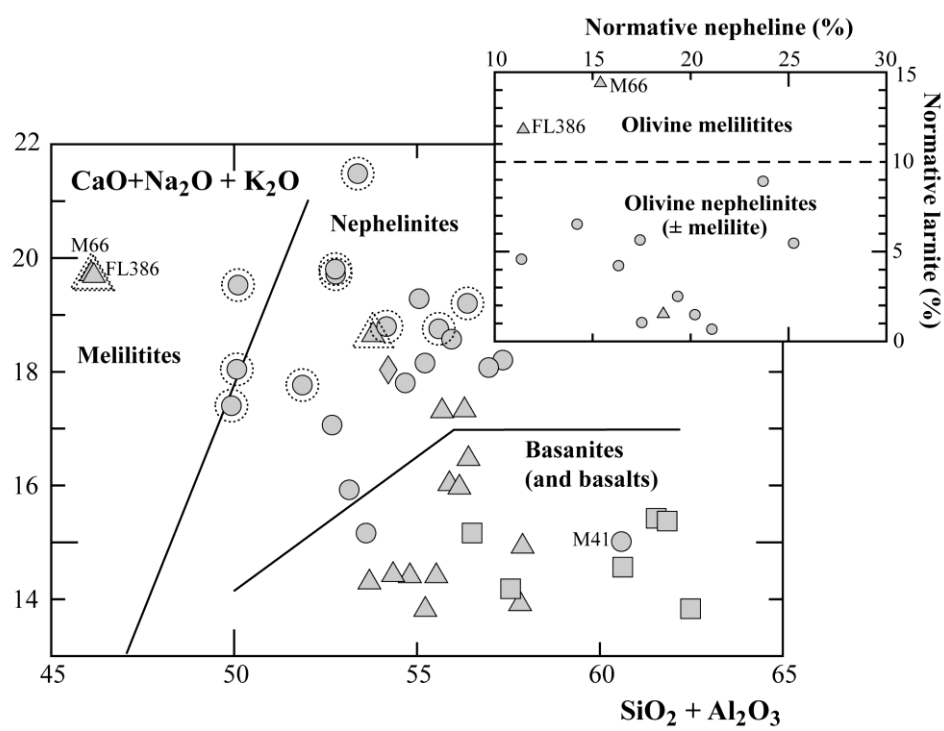 Normative nepheline (%)
10 15 20 25 30
M66
FL386
Olivine melilitites
Olivine nephelinites
(± melilite)
15
10
5
0
Normative larnite (%)
22
20
18
16
14
CaO+Na₂O + K₂O
Nephelinites
M66
FL386
Melilitites
Basanites
(and basalts)
M41
45 50 55 60 65
SiO₂ + Al₂O₃